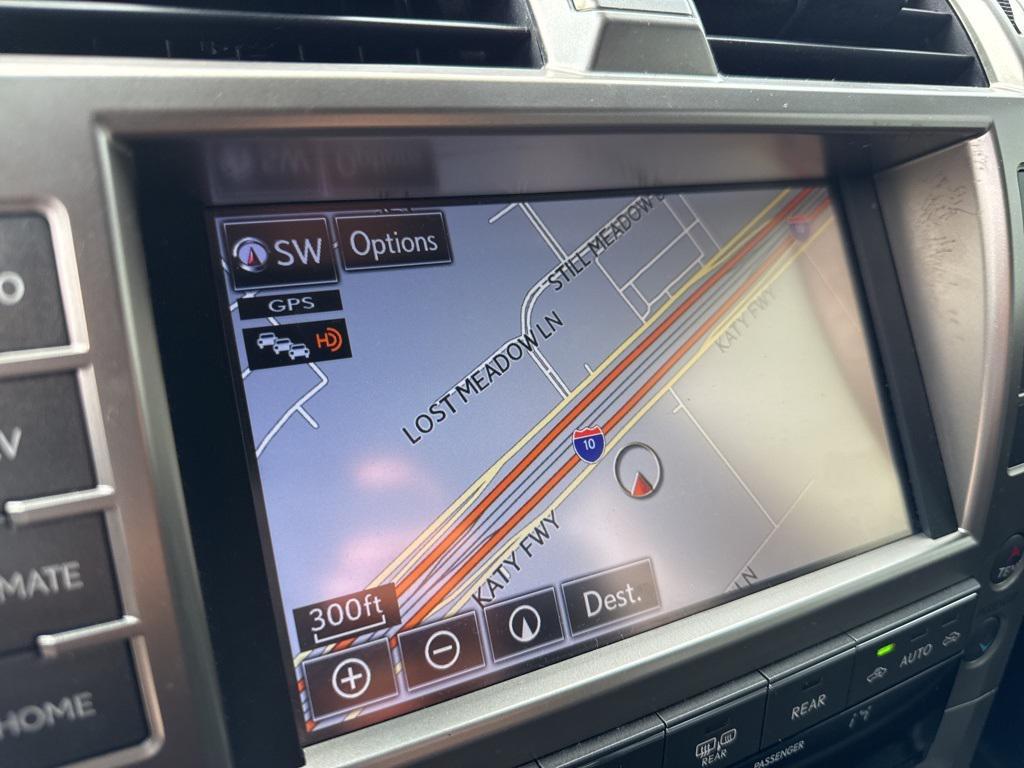 SW Options
GPS
HD
STILL MEADOW
LOST MEADOW LN
KATY FWY
10
KATY FWY
LN
300ft
Dest.
MATE
HOME
REAR
AUTO
REAR
PASSENGER